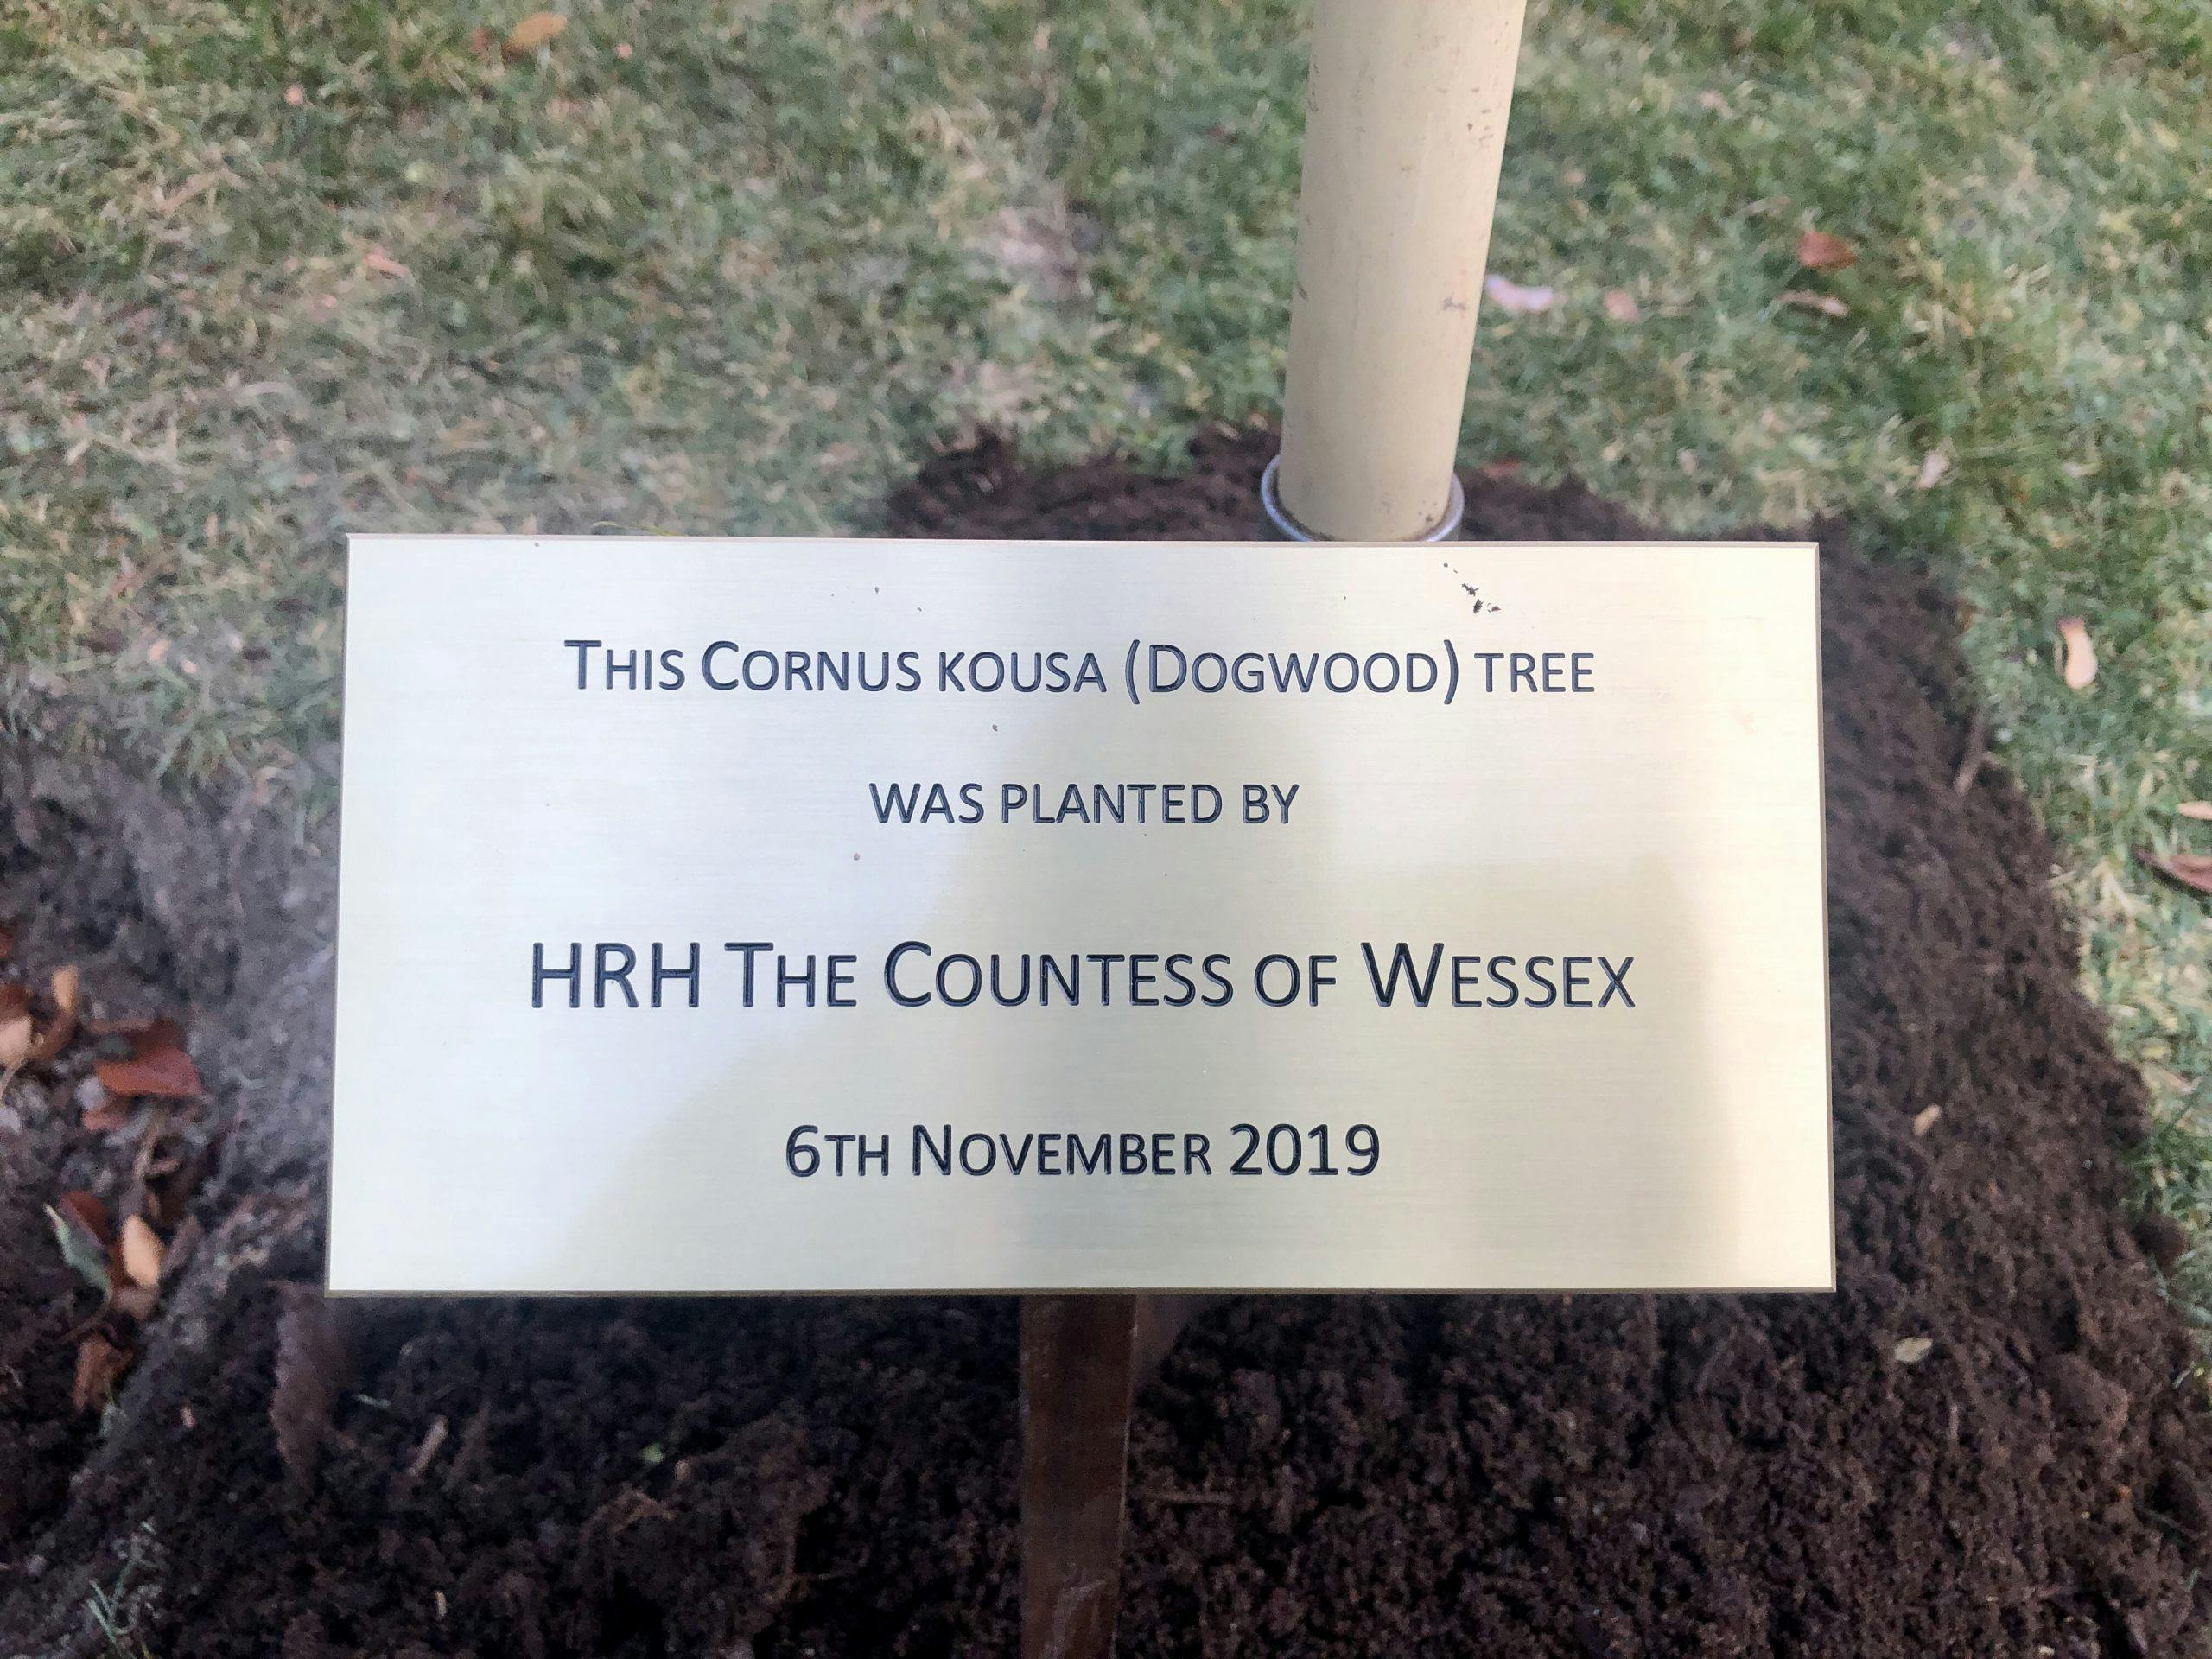 This Cornus kousa (Dogwood) tree
was planted by
HRH The Countess of Wessex
6th November 2019